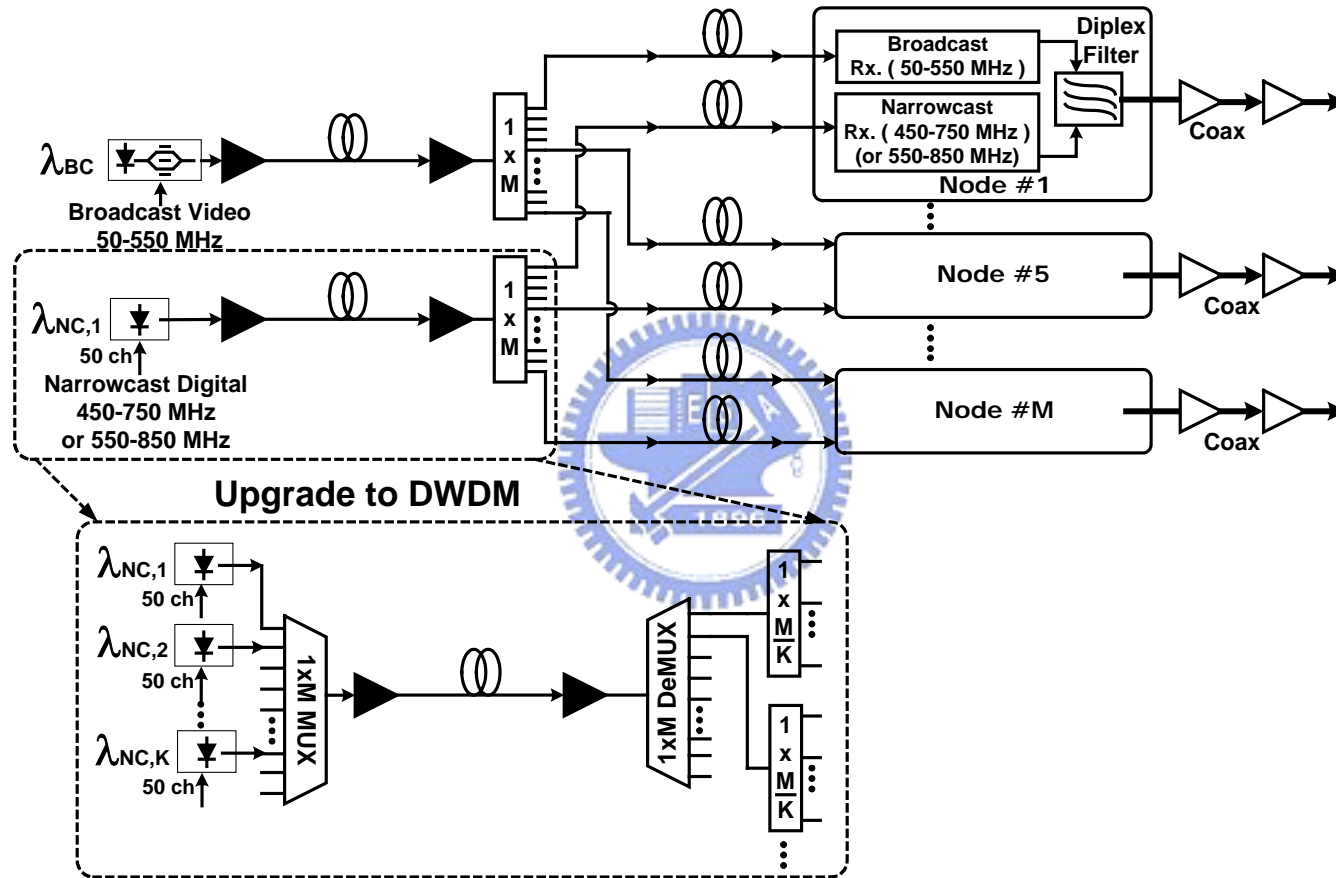 λBC
Broadcast Video
50-550 MHz
1
x
M
λNC,1
50 ch
Narrowcast Digital
450-750 MHz
or 550-850 MHz
1
x
M
Broadcast
Rx. ( 50-550 MHz )
Narrowcast
Rx. ( 450-750 MHz )
(or 550-850 MHz)
Diplex
Filter
Node #1
Coax
Node #5
Coax
Node #M
Coax
Upgrade to DWDM
λNC,1
50 ch
λNC,2
50 ch
λNC,K
50 ch
1xM MUX
1xM DeMUX
1
x
M
K
1
x
M
K
1896